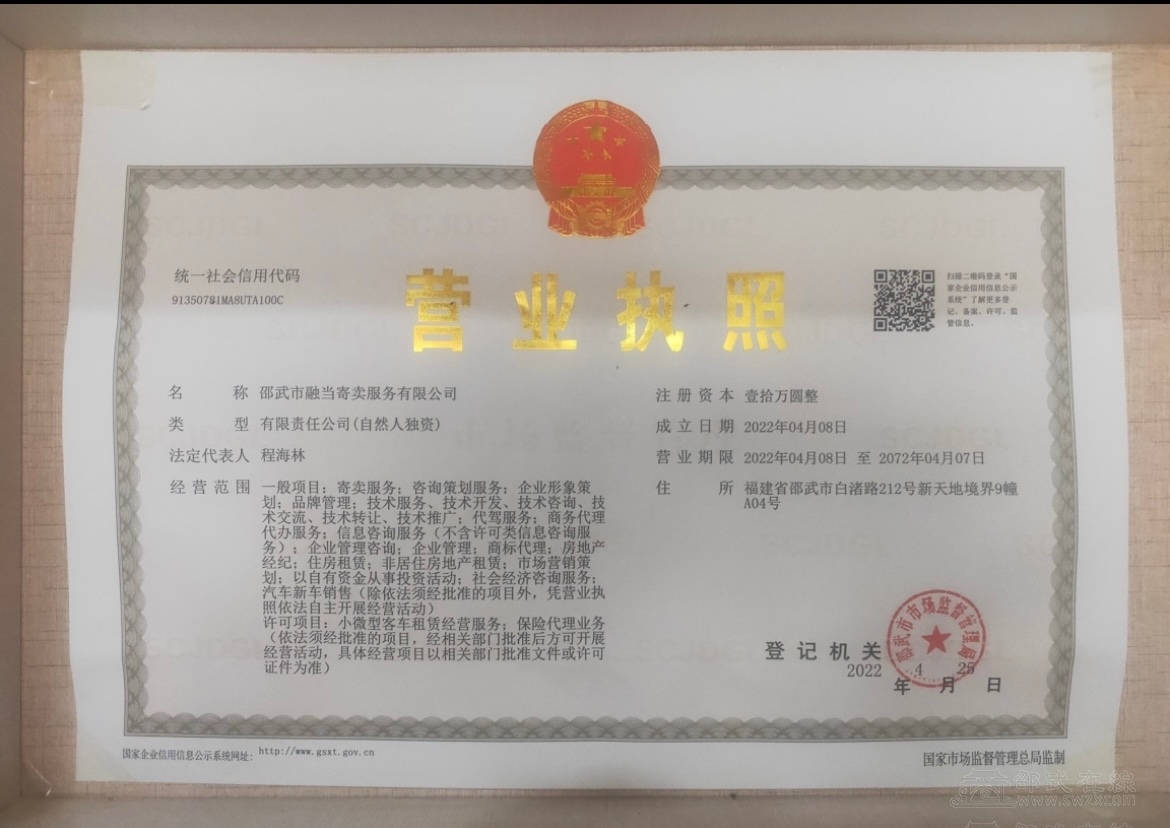 统一社会信用代码
91350781MA8UTA100C
营业执照
扫描二维码登录“国
家企业信用信息公示
系统”了解更多登
记、备案、许可、监
管信息。
名称 邵武市融当寄卖服务有限公司
类型 有限责任公司(自然人独资)
法定代表人 程海林
经营范围 一般项目:寄卖服务;咨询策划服务;企业形象策
划;品牌管理;技术服务、技术开发、技术咨询、技
术交流、技术转让、技术推广;代驾服务;商务代理
代办服务;信息咨询服务(不含许可类信息咨询服
务);企业管理咨询;企业管理;商标代理;房地产
经纪;住房租赁;非居住房地产租赁;市场营销策
划;以自有资金从事投资活动;社会经济咨询服务;
汽车新车销售(除依法须经批准的项目外,凭营业执
照依法自主开展经营活动)
许可项目:小微型客车租赁经营服务;保险代理业务
(依法须经批准的项目,经相关部门批准后方可开展
经营活动,具体经营项目以相关部门批准文件或许可
证件为准)
注册资本 壹拾万圆整
成立日期 2022年04月08日
营业期限 2022年04月08日 至 2072年04月07日
住所 福建省邵武市白渚路212号新天地境界9幢
A04号
登记机关
邵武市市场监督管理局
2022年4月25日
国家企业信用信息公示系统网址:http://www.gsxt.gov.cn
国家市场监督管理总局监制
邵武在线
www.sw2x.com